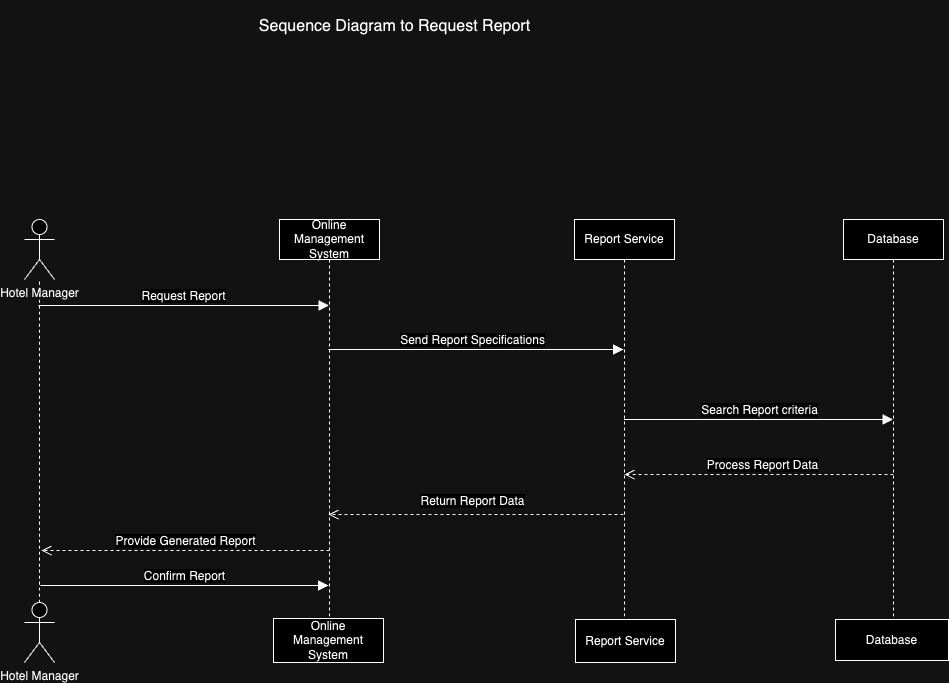 Sequence Diagram to Request Report
Online
Management
System
Report Service
Database
Hotel Manager
Request Report
Send Report Specifications
Search Report criteria
Process Report Data
Return Report Data
Provide Generated Report
Confirm Report
Online
Management
System
Report Service
Database
Hotel Manager